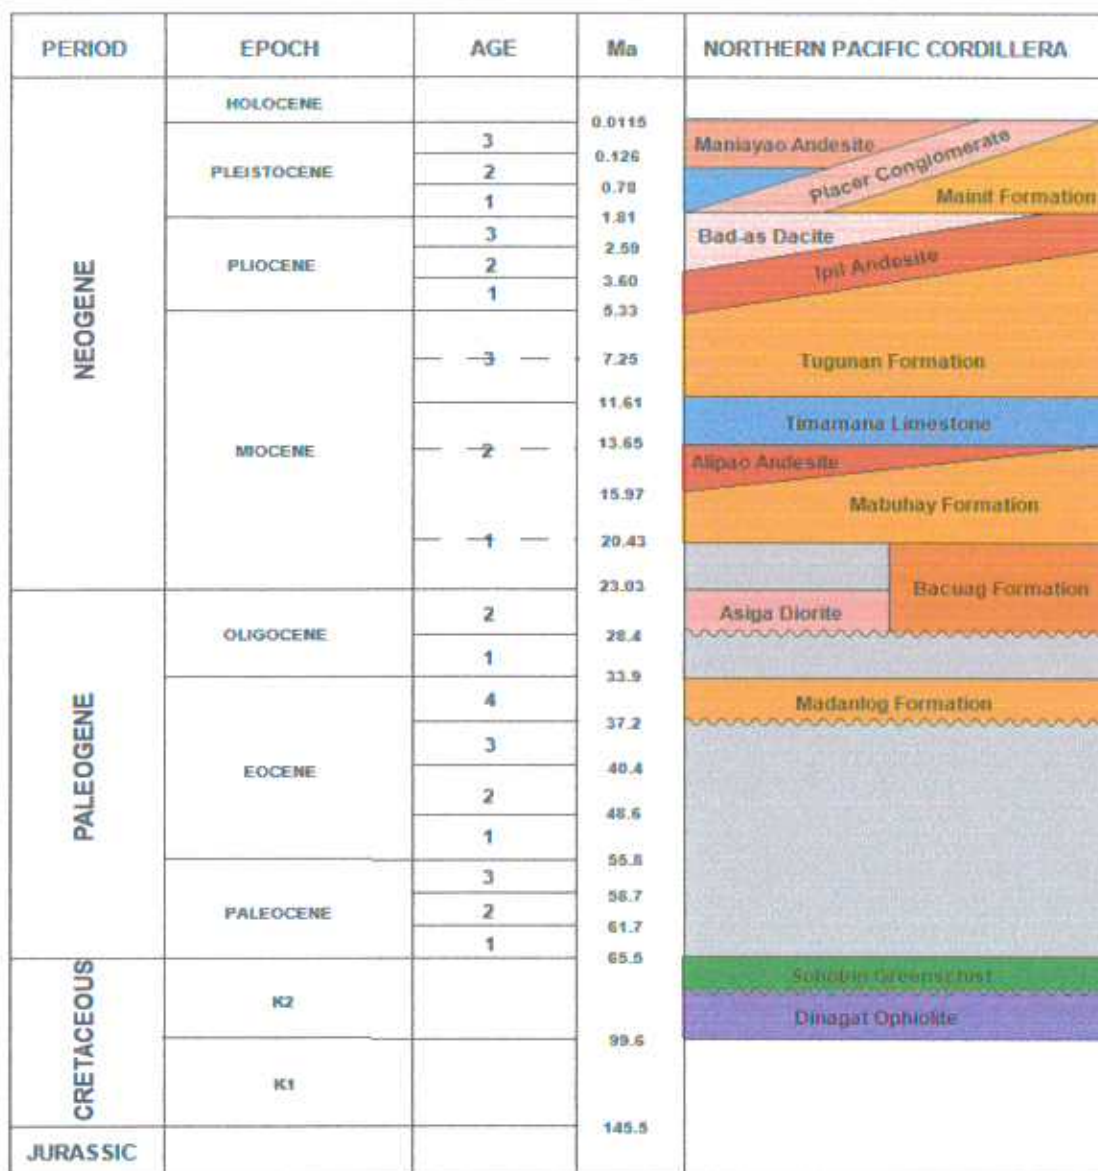 PERIOD EPOCH AGE Ma NORTHERN PACIFIC CORDILLERA
HOLOCENE
0.0115
3
Maniayao Andesite
0.126
PLEISTOCENE
2
Placer Conglomerate
0.78
1
Mainit Formation
1.81
3
Bad-as Dacite
2.59
NEOGENE
PLIOCENE
2
Ipil Andesite
3.60
1
5.33
3
7.25
Tugunan Formation
11.61
Timamana Limestone
13.65
MIOCENE
2
Alipao Andesite
15.97
Mabuhay Formation
1
20.43
23.03
Bacuag Formation
2
Asiga Diorite
OLIGOCENE
28.4
1
33.9
4
Madanlog Formation
37.2
PALEOGENE
3
EOCENE
40.4
2
48.6
1
55.8
3
58.7
PALEOCENE
2
61.7
1
65.5
Sohoton Greenschist
CRETACEOUS
K2
Dinagat Ophiolite
99.6
K1
145.5
JURASSIC